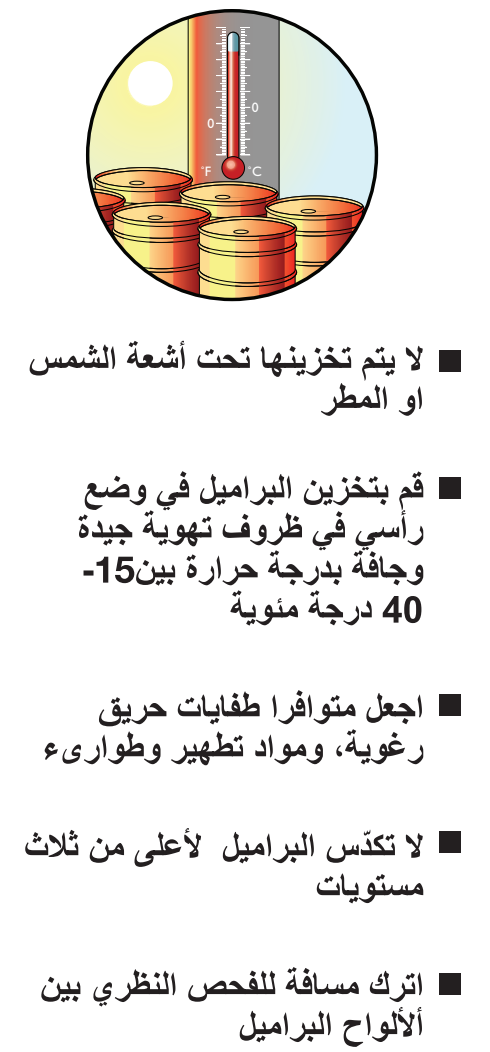 0
0
°F °C
■ لا يتم تخزينها تحت أشعة الشمس
او المطر
■ قم بتخزين البراميل في وضع
رأسي في ظروف تهوية جيدة
وجافة بدرجة حرارة بين15-
40 درجة مئوية
■ اجعل متوافرا طفايات حريق
رغوية، ومواد تطهير وطوارىء
■ لا تكدّس البراميل لأعلى من ثلاث
مستويات
■ اترك مسافة للفحص النظري بين
ألألواح البراميل